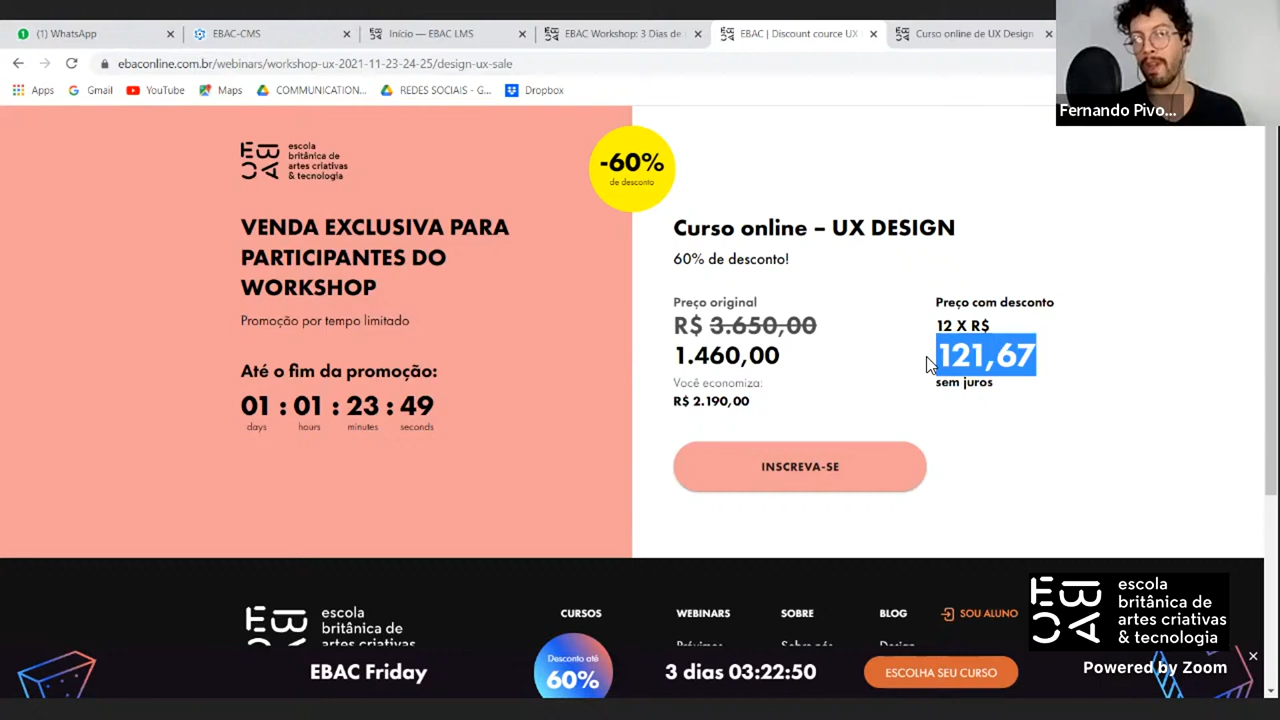 (1) WhatsApp
EBAC-CMS
Início — EBAC LMS
EBAC Workshop: 3 Dias de
EBAC | Discount cource UX
Curso online de UX Design
ebaconline.com.br/webinars/workshop-ux-2021-11-23-24-25/design-ux-sale
Apps
Gmail
YouTube
Maps
COMMUNICATION...
REDES SOCIAIS - G...
Dropbox
Fernando Pivo...
escola
britânica de
artes criativas
& tecnologia
-60%
de desconto
VENDA EXCLUSIVA PARA
PARTICIPANTES DO
WORKSHOP
Promoção por tempo limitado
Até o fim da promoção:
01 : 01 : 23 : 49
days hours minutes seconds
Curso online – UX DESIGN
60% de desconto!
Preço original
R$ 3.650,00
1.460,00
Você economiza:
R$ 2.190,00
Preço com desconto
12 X R$
121,67
sem juros
INSCREVA-SE
escola
britânica de
artes criativas
CURSOS
WEBINARS
SOBRE
BLOG
SOU ALUNO
Próximos
Sobre nós
Design
escola
britânica de
artes criativas
& tecnologia
Powered by Zoom
EBAC Friday
Desconto até
60%
3 dias 03:22:50
ESCOLHA SEU CURSO